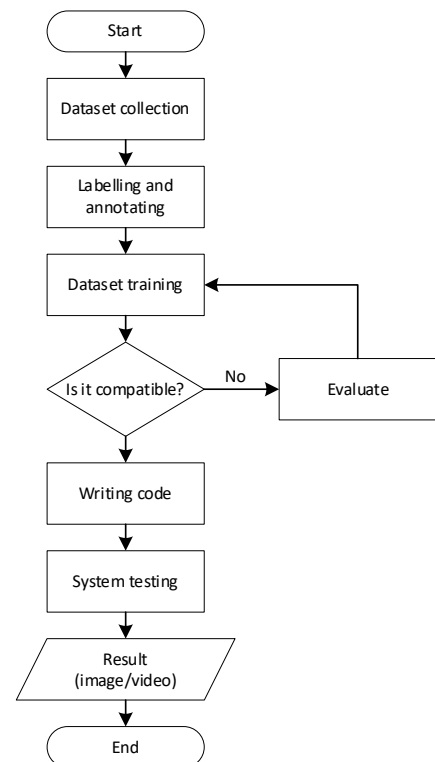 Start
Dataset collection
Labelling and
annotating
Dataset training
Is it compatible?
No
Evaluate
Writing code
System testing
Result
(image/video)
End